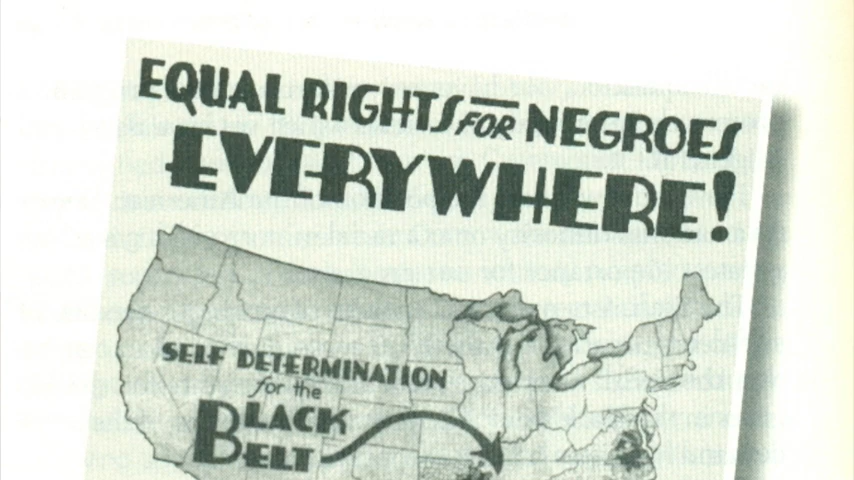 EQUAL RIGHTS FOR NEGROES
EVERYWHERE!
SELF DETERMINATION
for the
BLACK
BELT